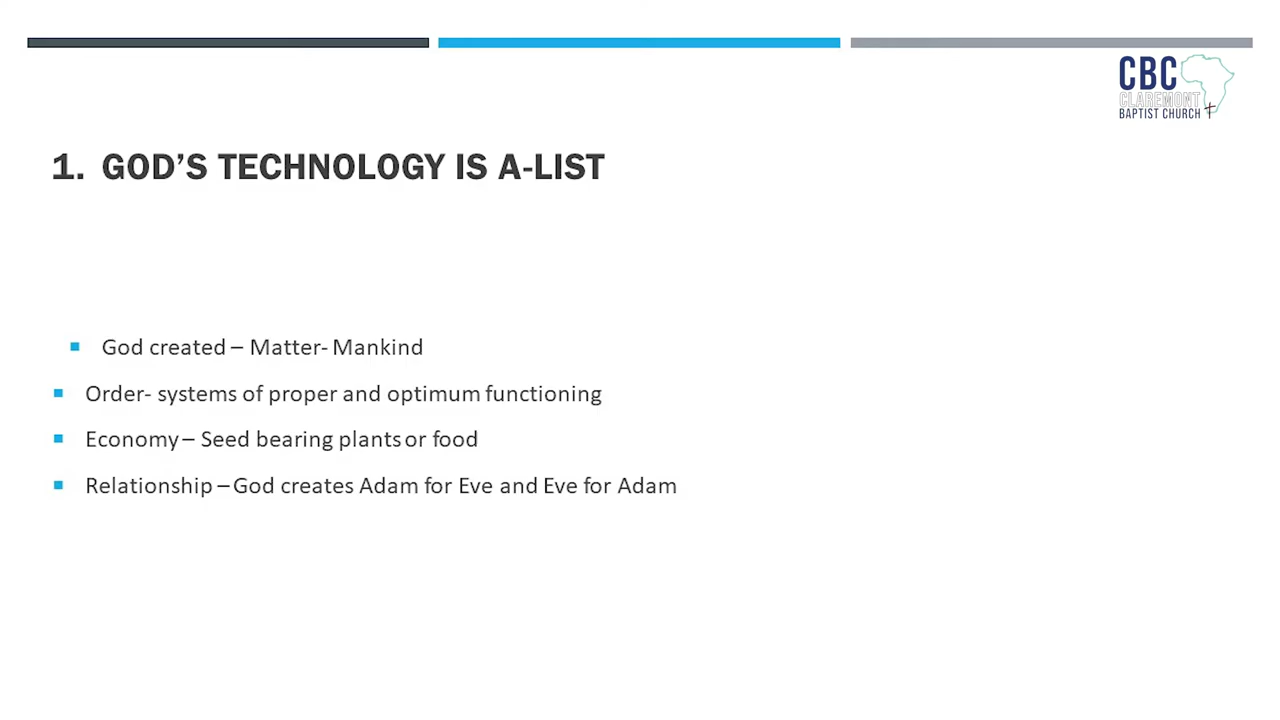 CBC
CLAREMONT
BAPTIST CHURCH
1. GOD’S TECHNOLOGY IS A-LIST
God created – Matter- Mankind
Order- systems of proper and optimum functioning
Economy – Seed bearing plants or food
Relationship – God creates Adam for Eve and Eve for Adam